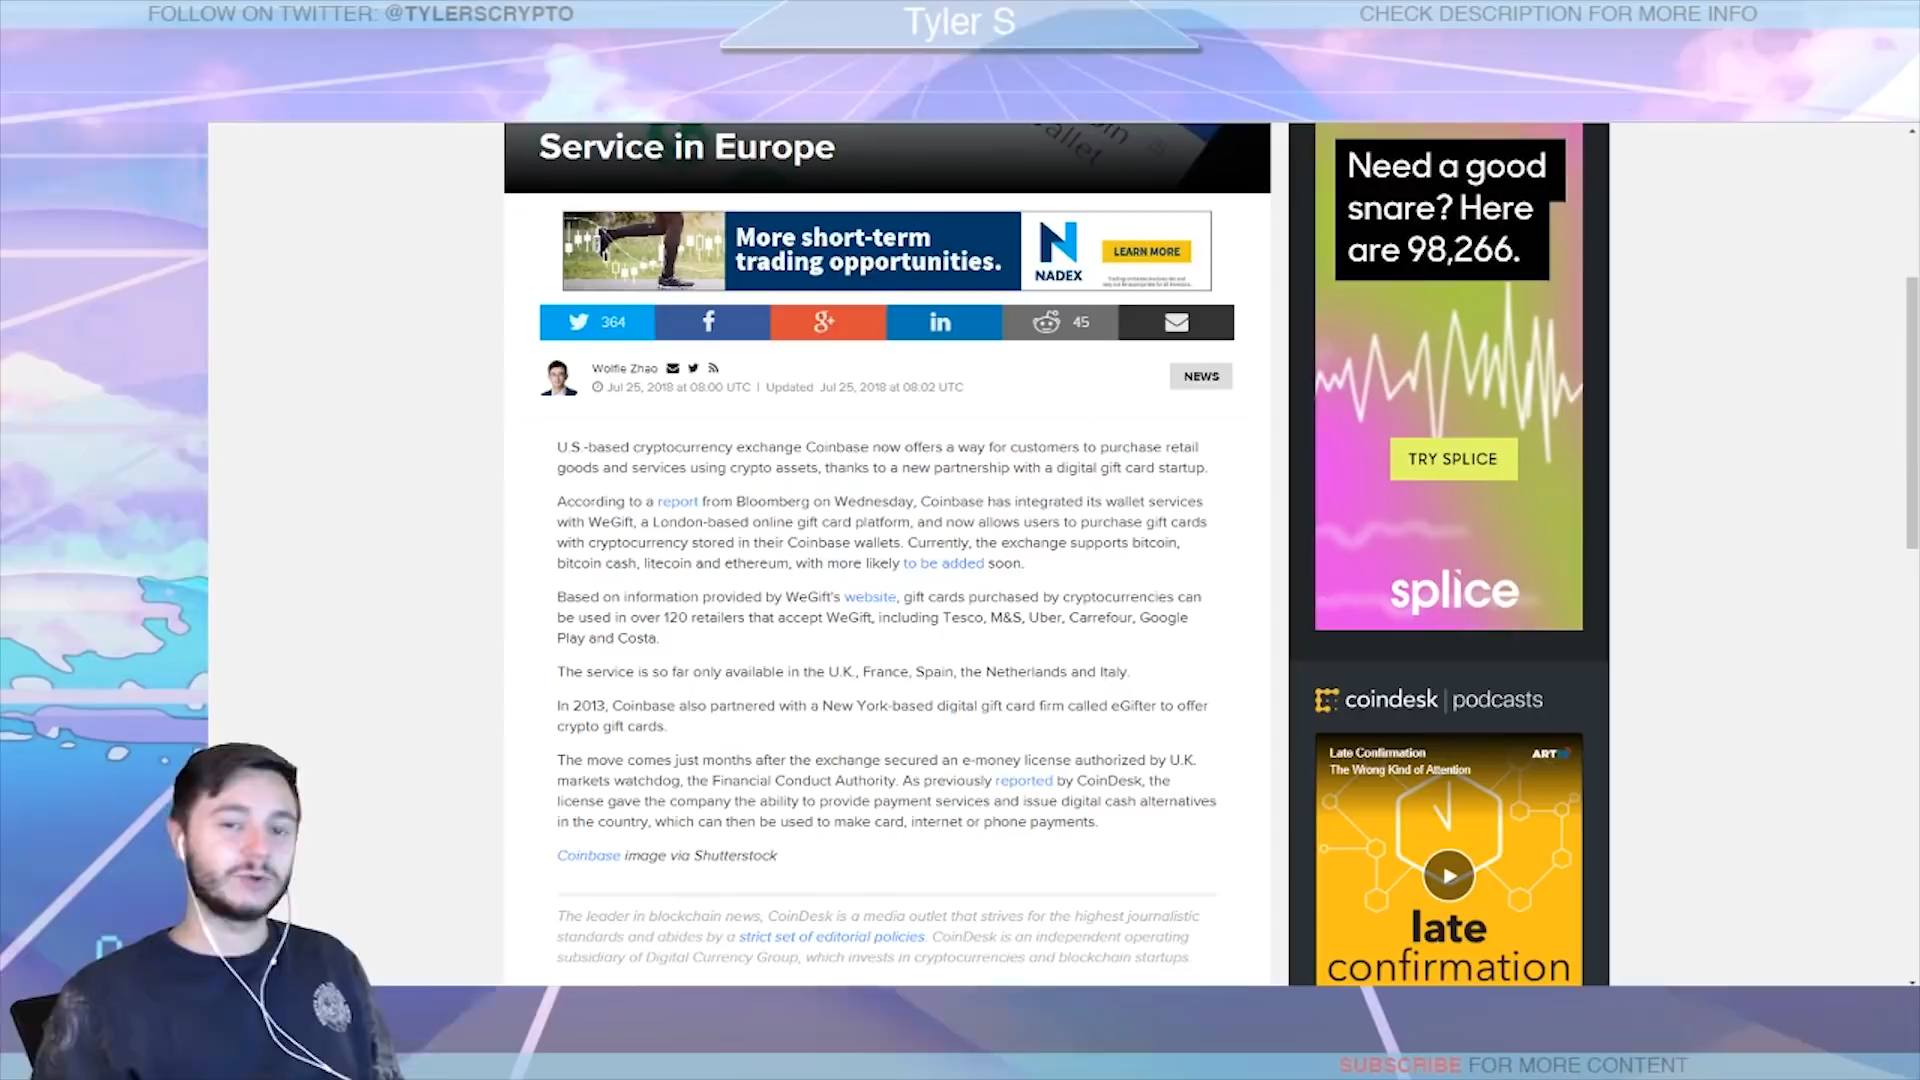 FOLLOW ON TWITTER: @TYLERSCRYPTO
Tyler S
CHECK DESCRIPTION FOR MORE INFO
Service in Europe
Wallet
More short-term
trading opportunities.
NADEX
LEARN MORE
364
f
g+
in
45
Wolfie Zhao
Jul 25, 2018 at 08:00 UTC | Updated Jul 25, 2018 at 08:02 UTC
NEWS
U.S.-based cryptocurrency exchange Coinbase now offers a way for customers to purchase retail
goods and services using crypto assets, thanks to a new partnership with a digital gift card startup.
According to a report from Bloomberg on Wednesday, Coinbase has integrated its wallet services
with WeGift, a London-based online gift card platform, and now allows users to purchase gift cards
with cryptocurrency stored in their Coinbase wallets. Currently, the exchange supports bitcoin,
bitcoin cash, litecoin and ethereum, with more likely to be added soon.
Based on information provided by WeGift's website, gift cards purchased by cryptocurrencies can
be used in over 120 retailers that accept WeGift, including Tesco, M&S, Uber, Carrefour, Google
Play and Costa.
The service is so far only available in the U.K., France, Spain, the Netherlands and Italy.
In 2013, Coinbase also partnered with a New York-based digital gift card firm called eGifter to offer
crypto gift cards.
The move comes just months after the exchange secured an e-money license authorized by U.K.
markets watchdog, the Financial Conduct Authority. As previously reported by CoinDesk, the
license gave the company the ability to provide payment services and issue digital cash alternatives
in the country, which can then be used to make card, internet or phone payments.
Coinbase image via Shutterstock
The leader in blockchain news, CoinDesk is a media outlet that strives for the highest journalistic
standards and abides by a strict set of editorial policies. CoinDesk is an independent operating
subsidiary of Digital Currency Group, which invests in cryptocurrencies and blockchain startups.
Need a good
snare? Here
are 98,266.
TRY SPLICE
splice
coindesk | podcasts
Late Confirmation
The Wrong Kind of Attention
ART
late
confirmation
SUBSCRIBE FOR MORE CONTENT